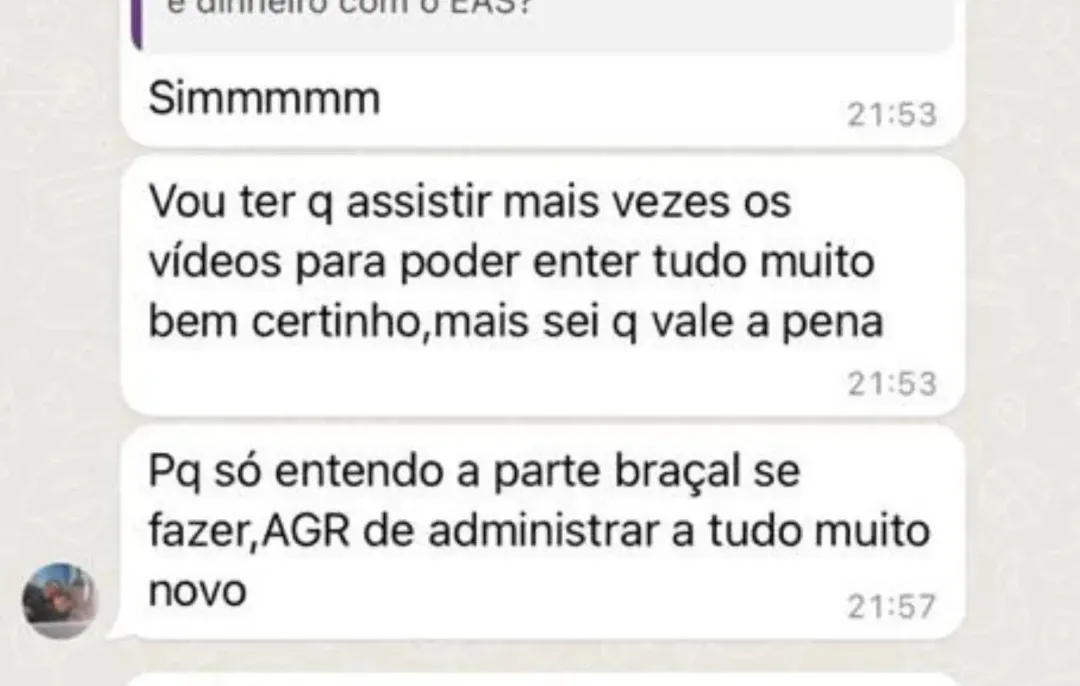 e dinheiro com o EAS?
Simmmmm
21:53
Vou ter q assistir mais vezes os
vídeos para poder enter tudo muito
bem certinho,mais sei q vale a pena
21:53
Pq só entendo a parte braçal se
fazer,AGR de administrar a tudo muito
novo
21:57